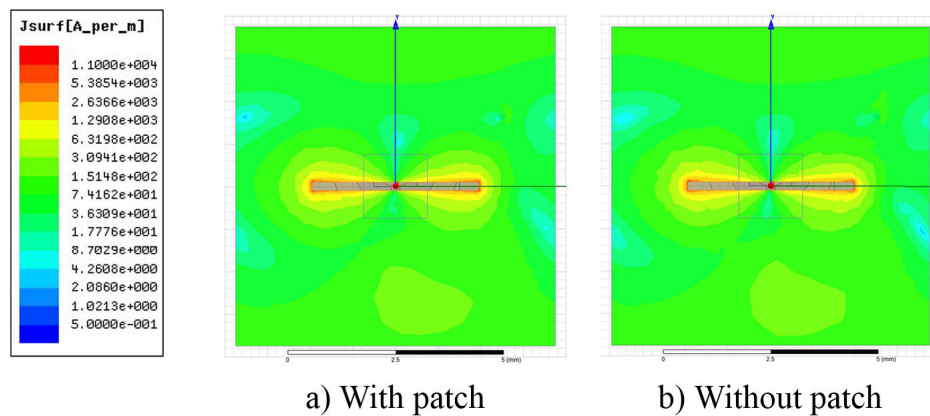 Jsurf[A_per_m]
1.1000e+004
5.3854e+003
2.6366e+003
1.2908e+003
6.3198e+002
3.0941e+002
1.5148e+002
7.4162e+001
3.6309e+001
1.7776e+001
8.7029e+000
4.2608e+000
2.0860e+000
1.0213e+000
5.0000e-001
0 2.5 5 (mm)
0 2.5 5 (mm)
a) With patch
b) Without patch